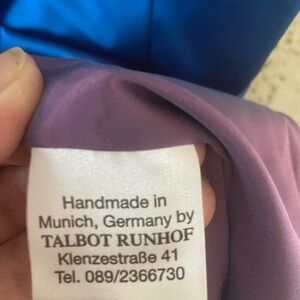 Handmade in
Munich, Germany by
TALBOT RUNHOF
Klenzestraße 41
Tel. 089/2366730